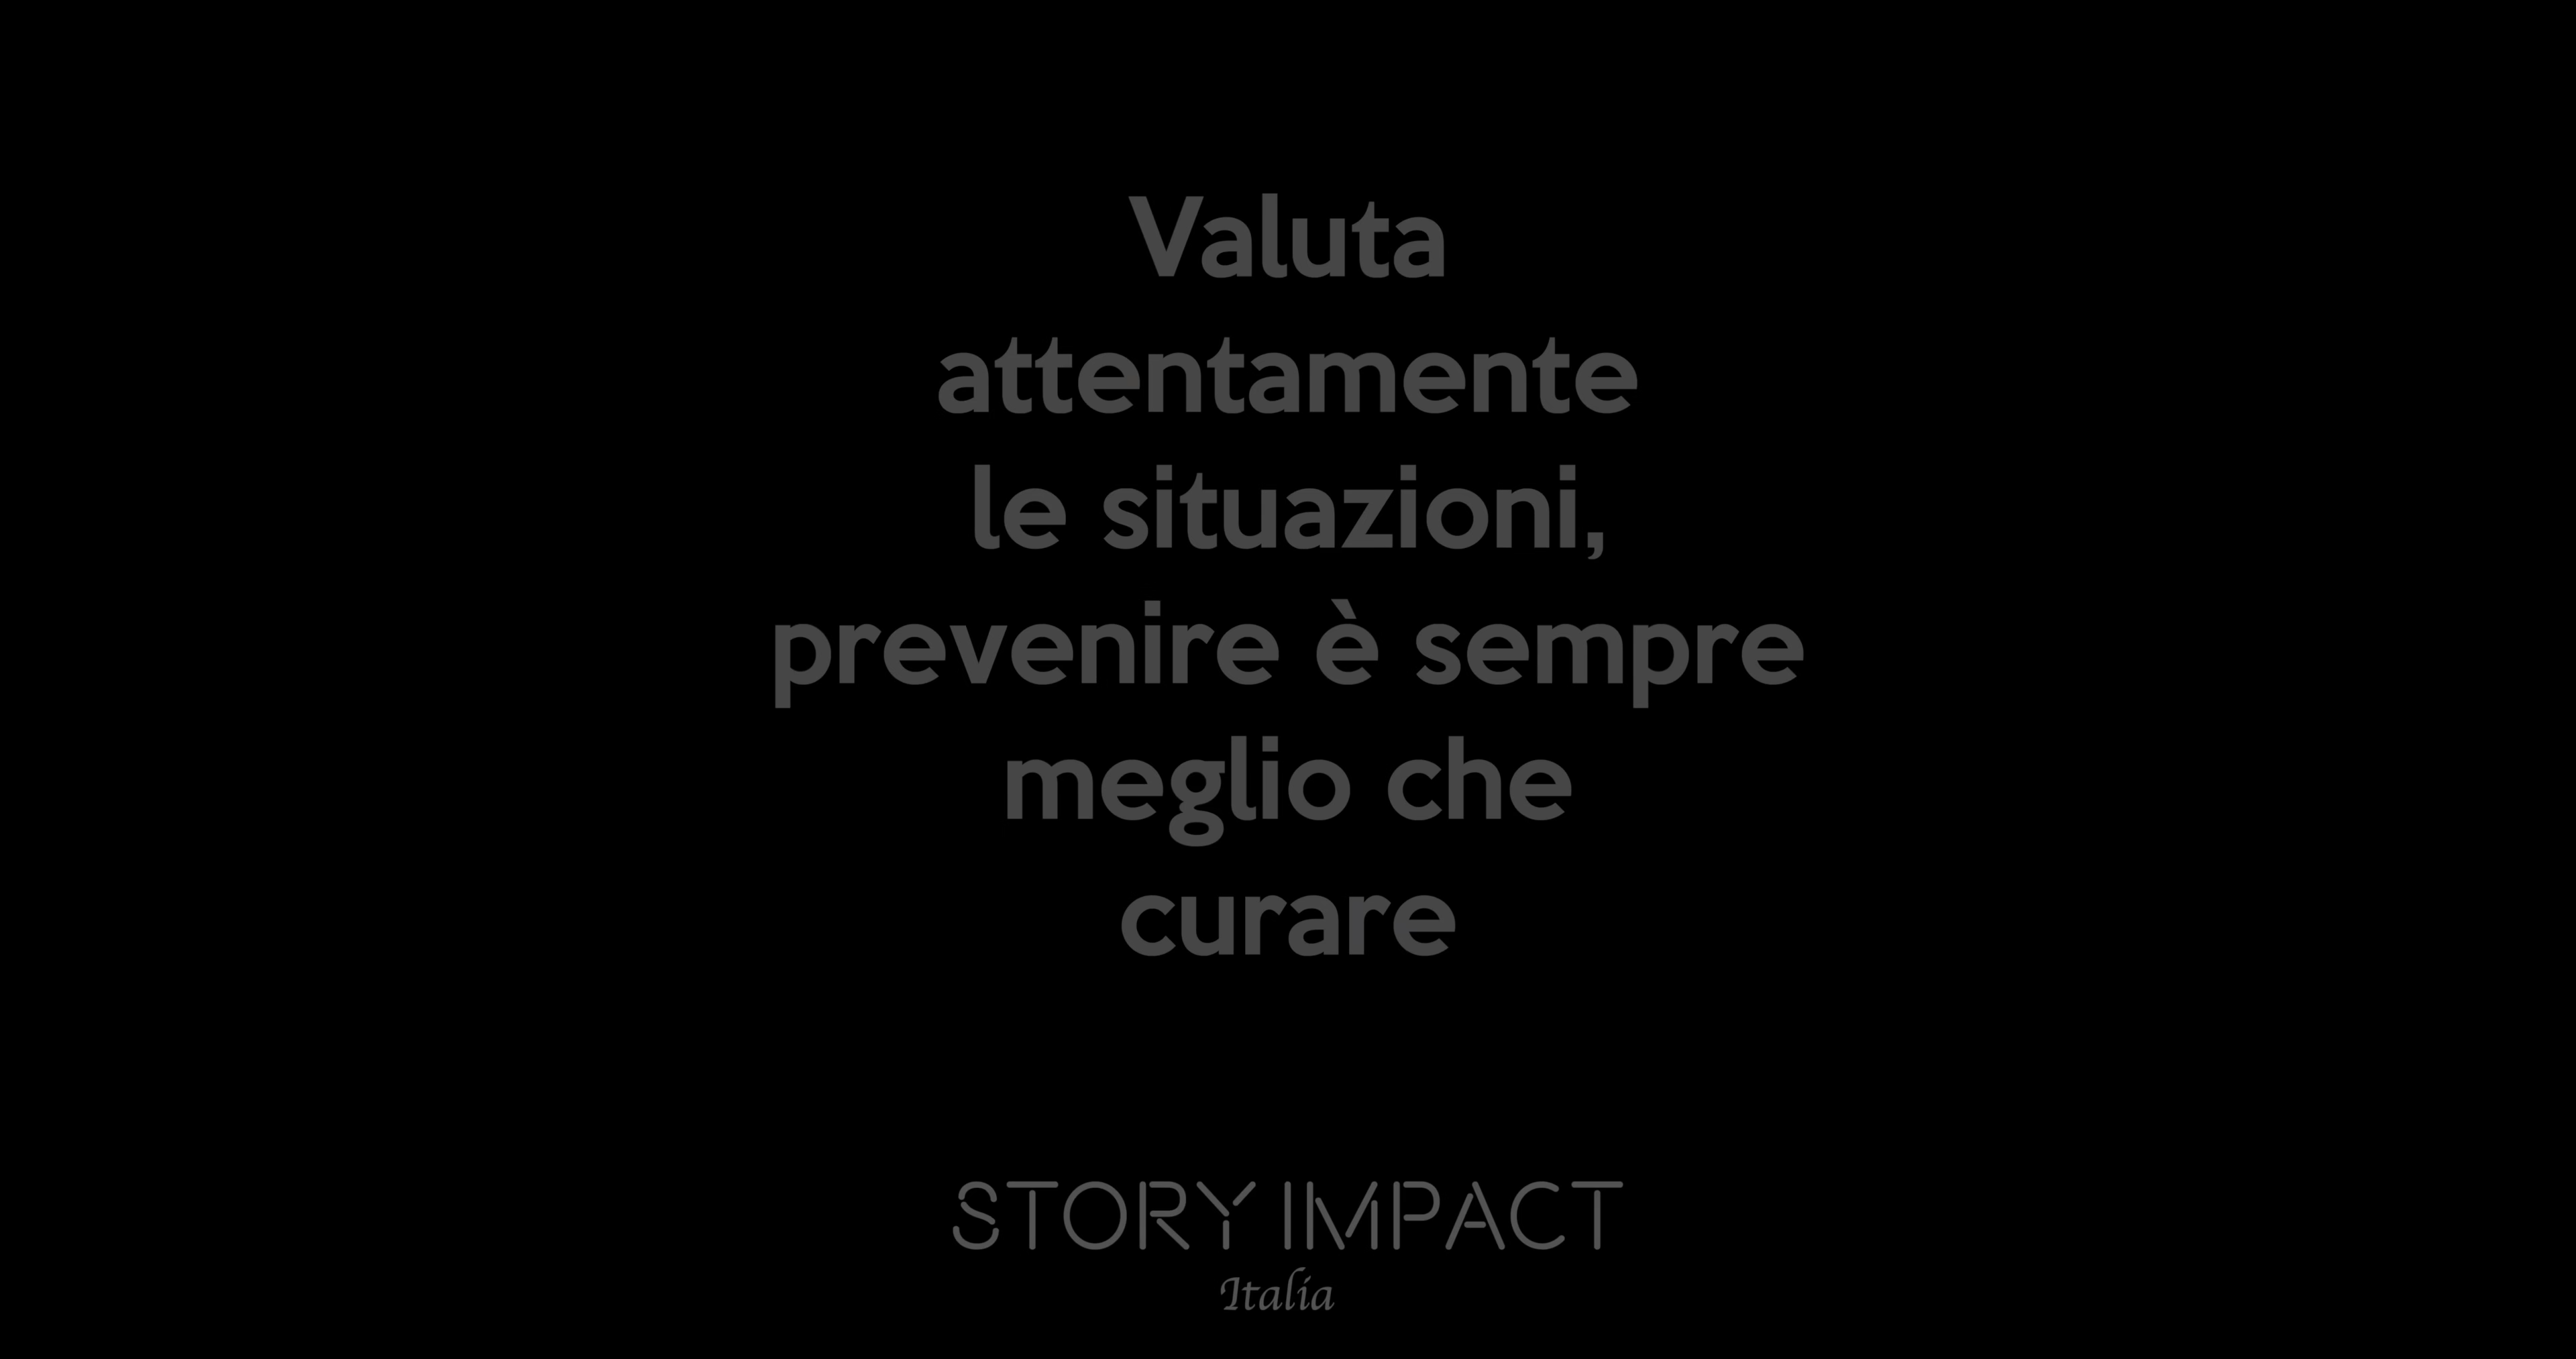 Valuta
attentamente
le situazioni,
prevenire è sempre
meglio che
curare
STORY IMPACT
Italia